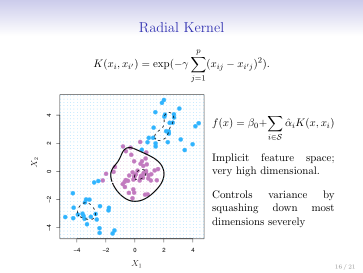 Radial Kernel
K(x_i, x_{i'}) = exp(−γ ∑_{j=1}^{p} (x_{ij} − x_{i'j})^2).
f(x) = β_0 + ∑_{i∈S} α̂_i K(x, x_i)
Implicit feature space;
very high dimensional.
Controls variance by
squashing down most
dimensions severely
X_2
−4 −2 0 2 4
−4 −2 0 2 4
X_1
16 / 21